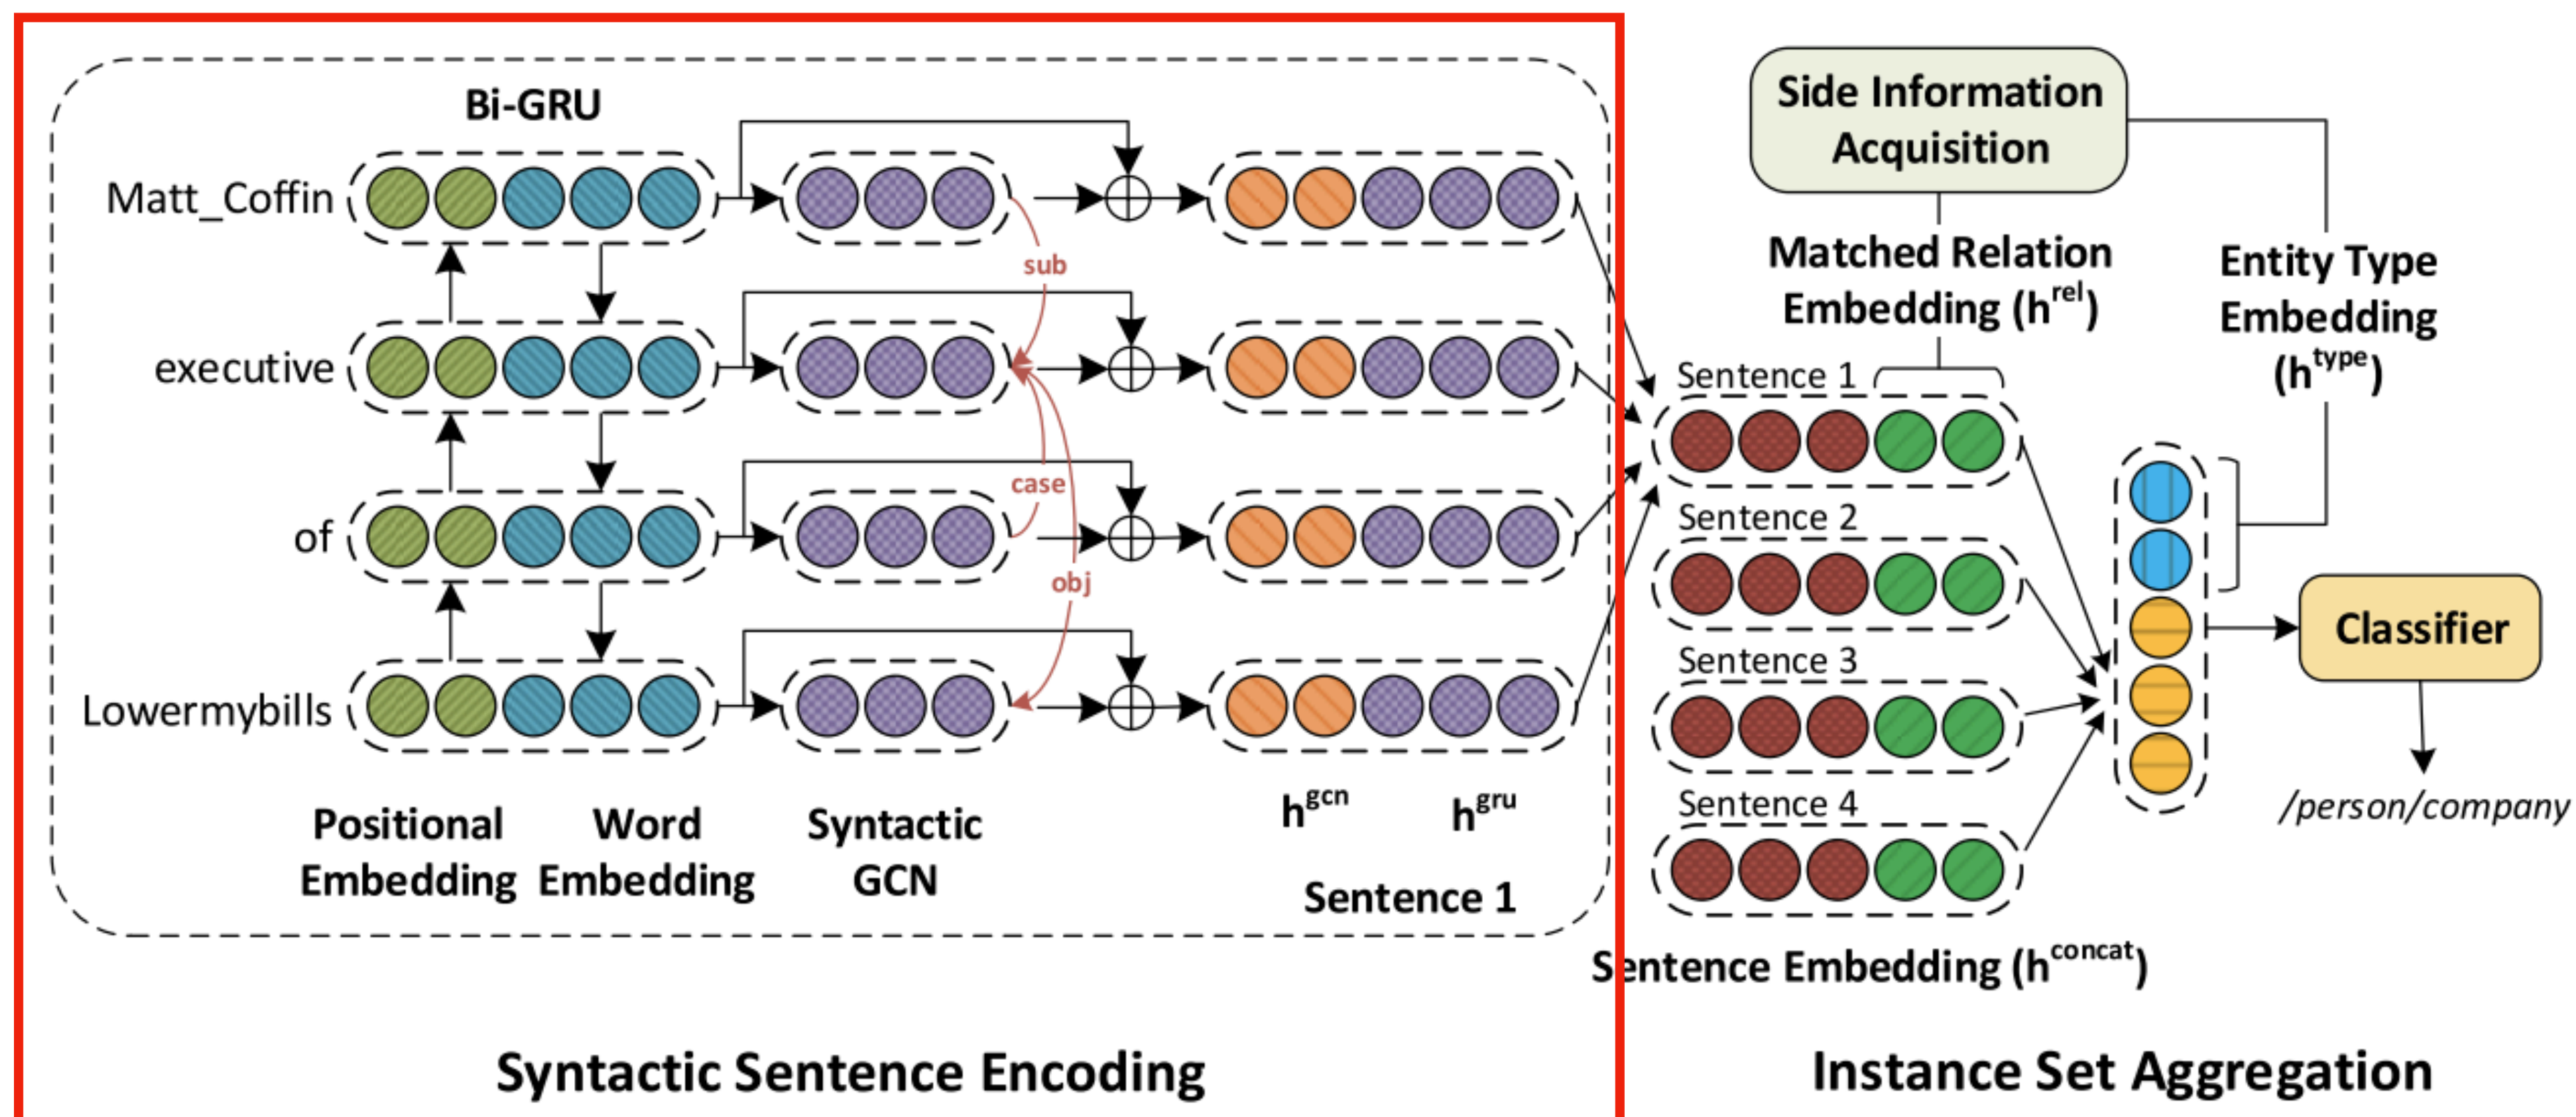 Bi-GRU
Matt_Coffin
executive
of
Lowermybills
sub
case
obj
Positional
Embedding
Word
Embedding
Syntactic
GCN
h^gcn
h^gru
Sentence 1
Syntactic Sentence Encoding
Side Information
Acquisition
Matched Relation
Embedding (h^rel)
Entity Type
Embedding
(h^type)
Sentence 1
Sentence 2
Sentence 3
Sentence 4
Sentence Embedding (h^concat)
Classifier
/person/company
Instance Set Aggregation